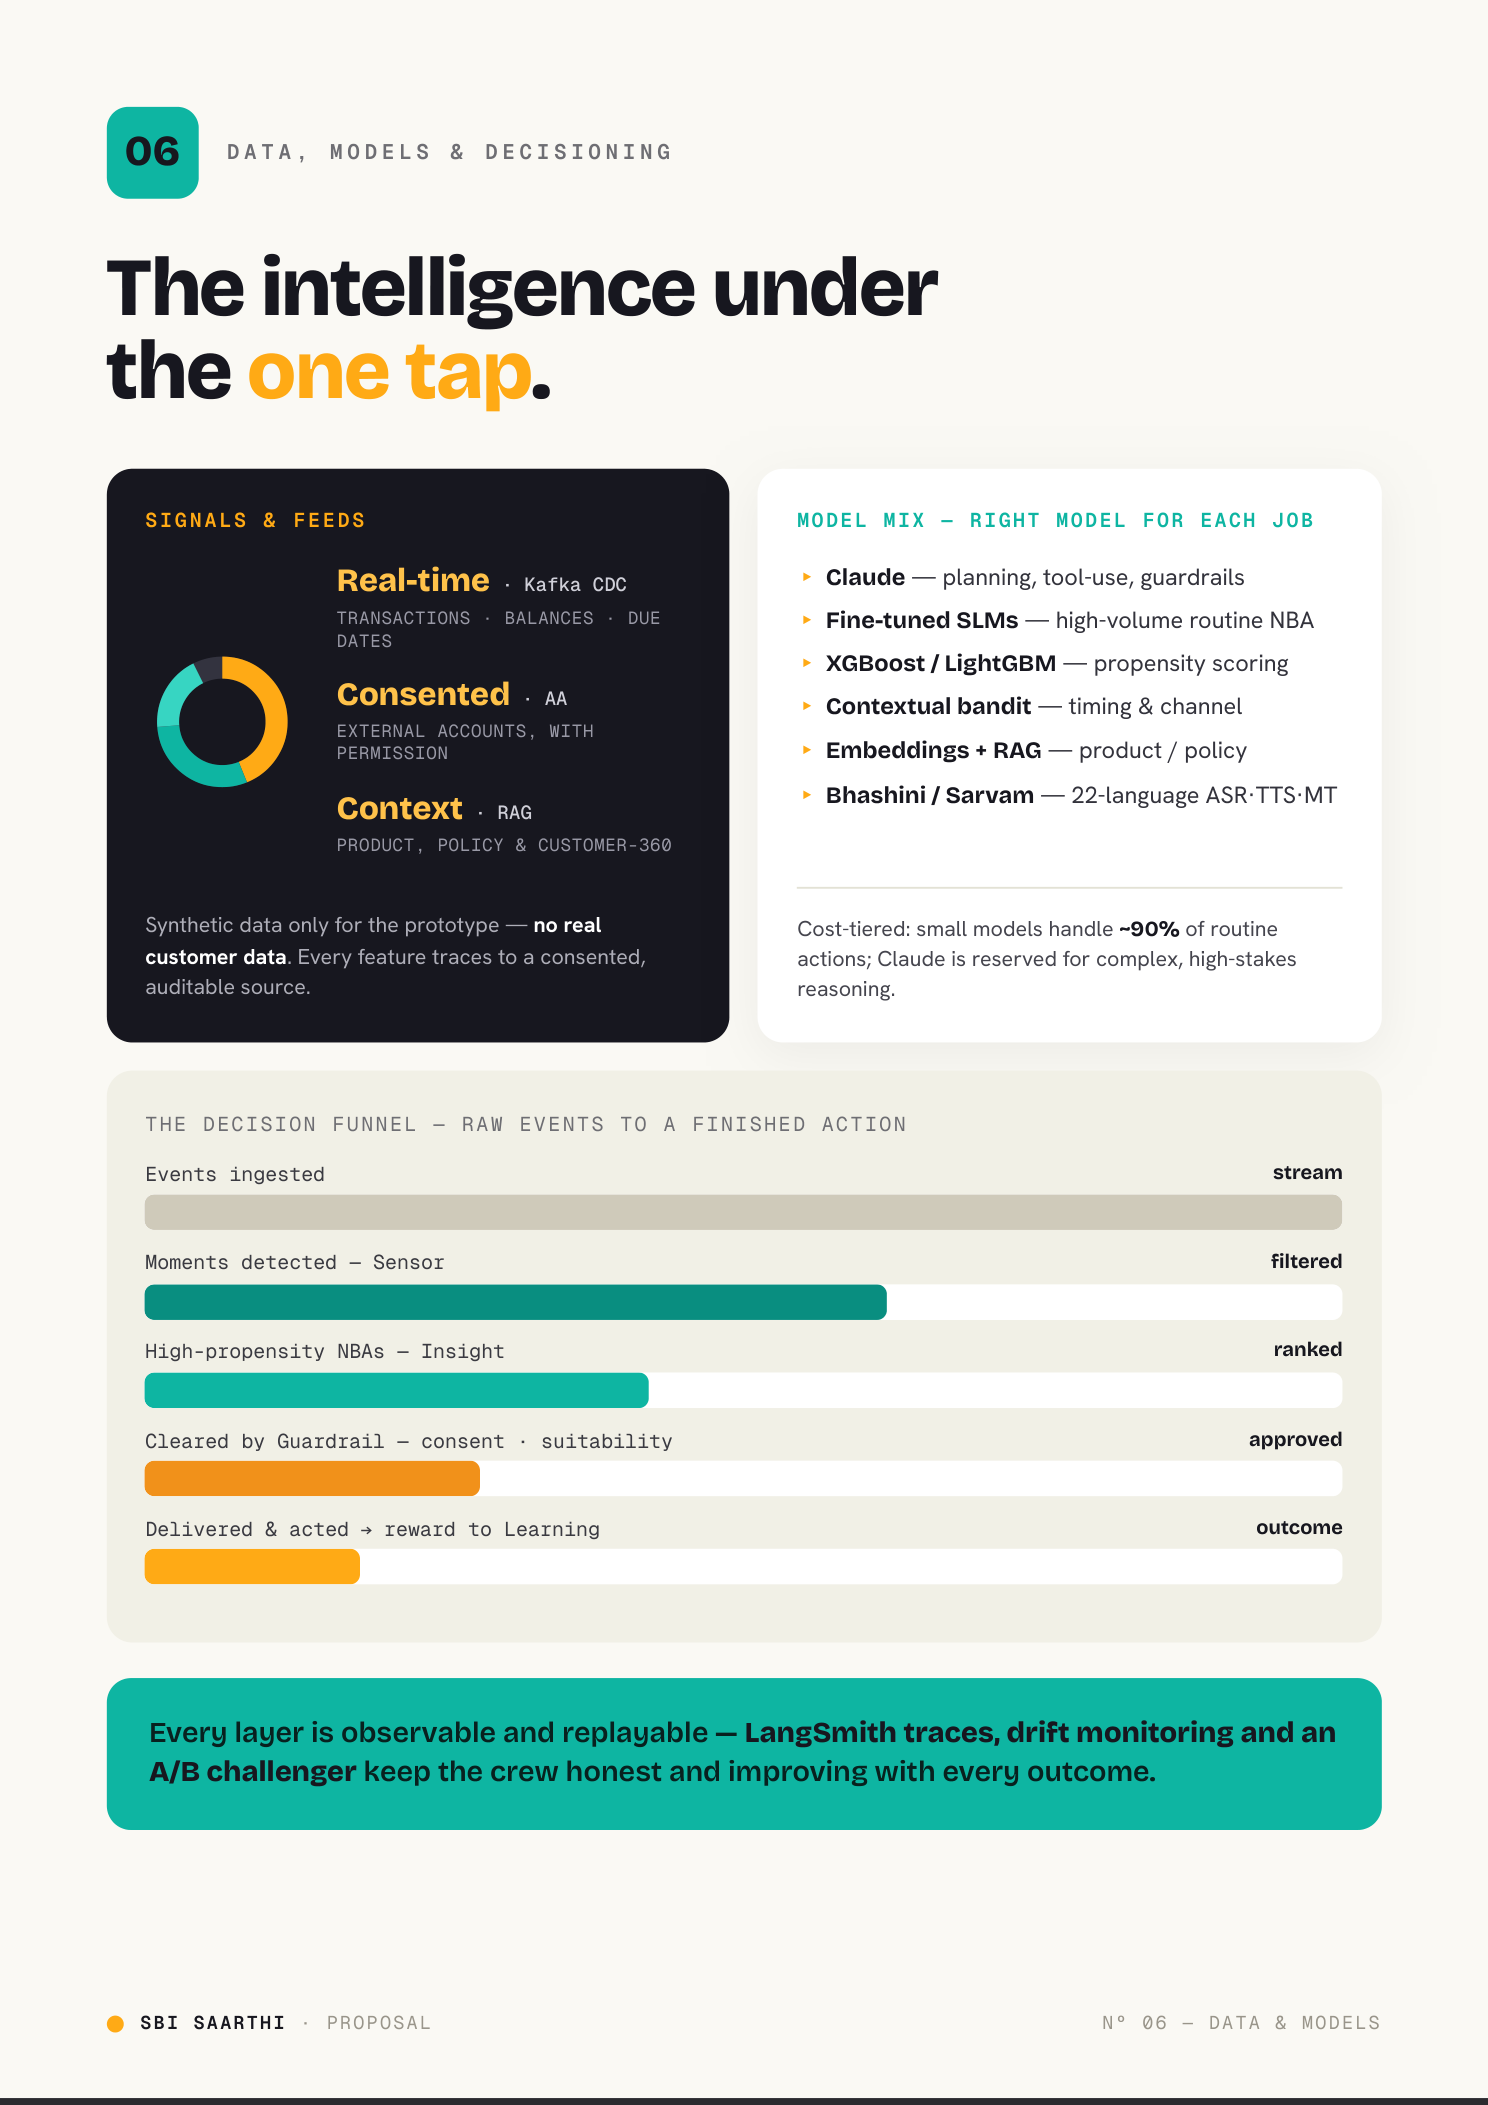 06
DATA, MODELS & DECISIONING
The intelligence under
the one tap.
SIGNALS & FEEDS
Real-time · Kafka CDC
TRANSACTIONS · BALANCES · DUE
DATES
Consented · AA
EXTERNAL ACCOUNTS, WITH
PERMISSION
Context · RAG
PRODUCT, POLICY & CUSTOMER-360
Synthetic data only for the prototype — no real
customer data. Every feature traces to a consented,
auditable source.
MODEL MIX — RIGHT MODEL FOR EACH JOB
▸ Claude — planning, tool-use, guardrails
▸ Fine-tuned SLMs — high-volume routine NBA
▸ XGBoost / LightGBM — propensity scoring
▸ Contextual bandit — timing & channel
▸ Embeddings + RAG — product / policy
▸ Bhashini / Sarvam — 22-language ASR·TTS·MT
Cost-tiered: small models handle ~90% of routine
actions; Claude is reserved for complex, high-stakes
reasoning.
THE DECISION FUNNEL — RAW EVENTS TO A FINISHED ACTION
Events ingested stream
Moments detected — Sensor filtered
High-propensity NBAs — Insight ranked
Cleared by Guardrail — consent · suitability approved
Delivered & acted → reward to Learning outcome
Every layer is observable and replayable — LangSmith traces, drift monitoring and an
A/B challenger keep the crew honest and improving with every outcome.
SBI SAARTHI · PROPOSAL
Nº 06 — DATA & MODELS